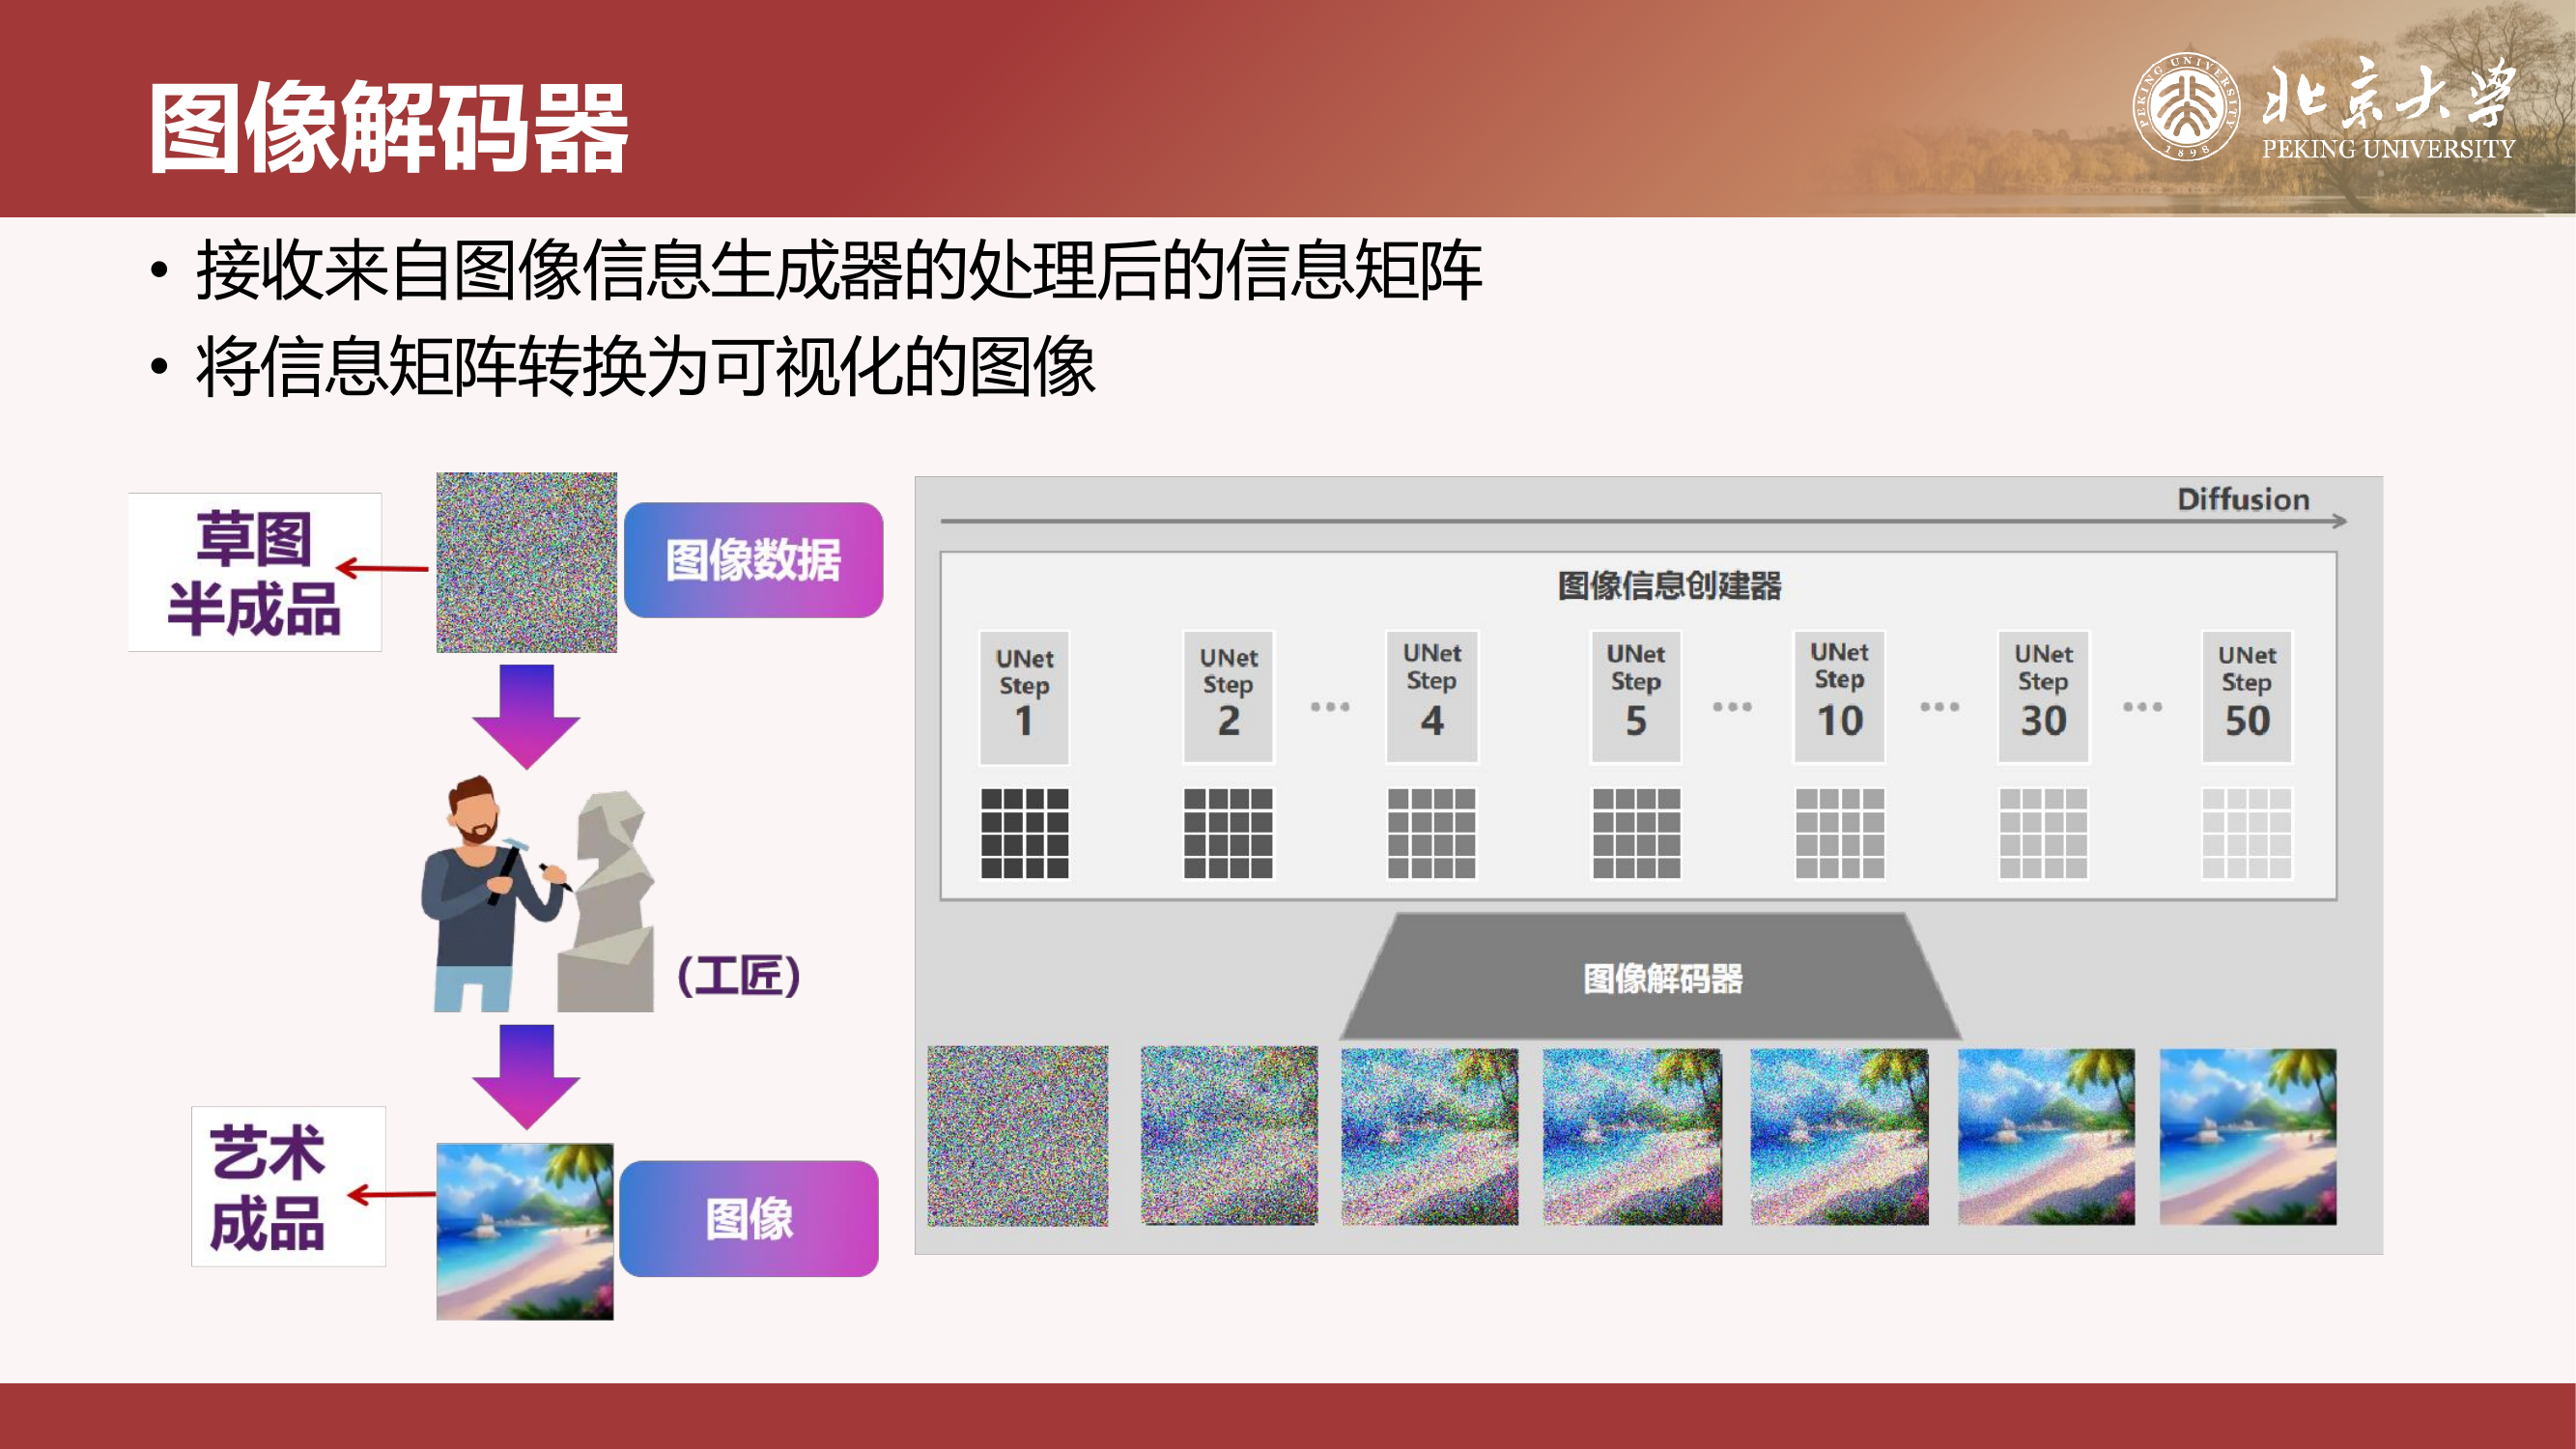 图像解码器
PEKING UNIVERSITY
1898
北京大学
PEKING UNIVERSITY
• 接收来自图像信息生成器的处理后的信息矩阵
• 将信息矩阵转换为可视化的图像
草图
半成品
图像数据
(工匠)
艺术
成品
图像
Diffusion
图像信息创建器
UNet
Step
1
UNet
Step
2
...
UNet
Step
4
UNet
Step
5
...
UNet
Step
10
...
UNet
Step
30
...
UNet
Step
50
图像解码器